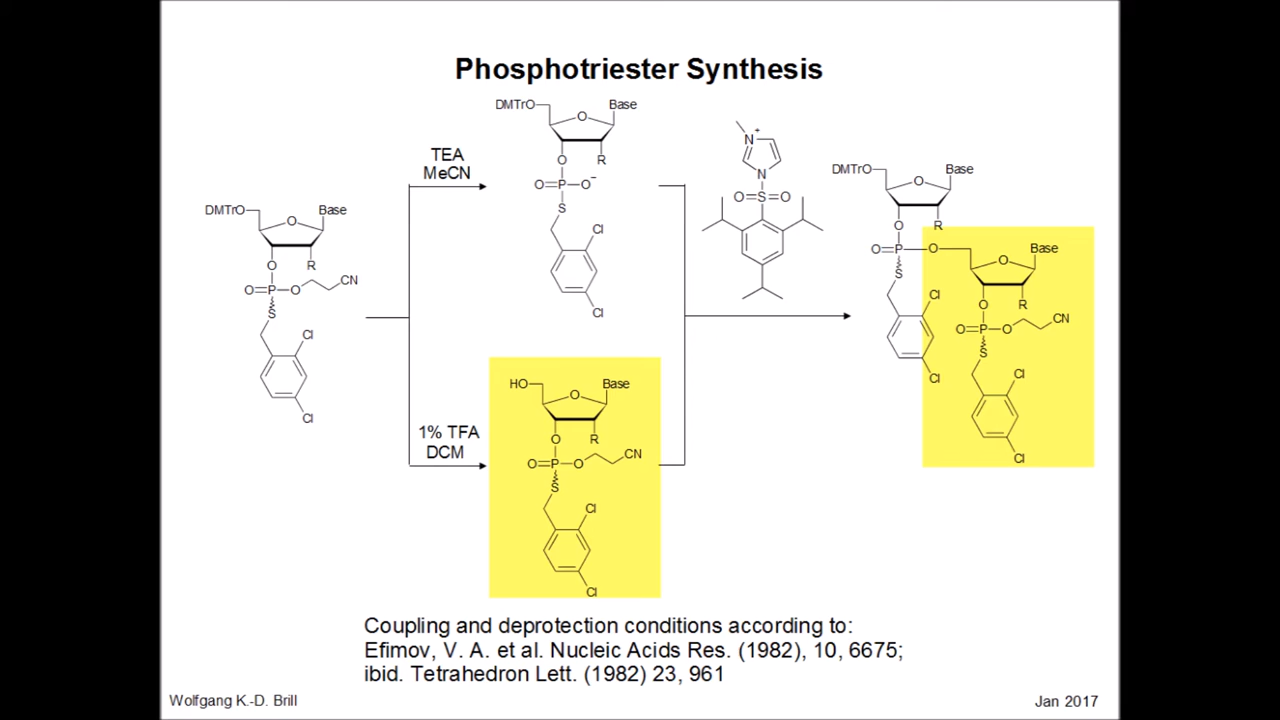 Phosphotriester Synthesis
DMTrO
O
Base
O
R
O=P-O
CN
S
Cl
Cl
TEA
MeCN
1% TFA
DCM
DMTrO
O
Base
O
R
O=P-O−
S
Cl
Cl
HO
O
Base
O
R
O=P-O
CN
S
Cl
Cl
N+
N
O=S=O
DMTrO
O
Base
O
R
O=P-O
S
Cl
Cl
O
Base
O
R
O=P-O
CN
S
Cl
Cl
Coupling and deprotection conditions according to:
Efimov, V. A. et al. Nucleic Acids Res. (1982), 10, 6675;
ibid. Tetrahedron Lett. (1982) 23, 961
Wolfgang K.-D. Brill
Jan 2017